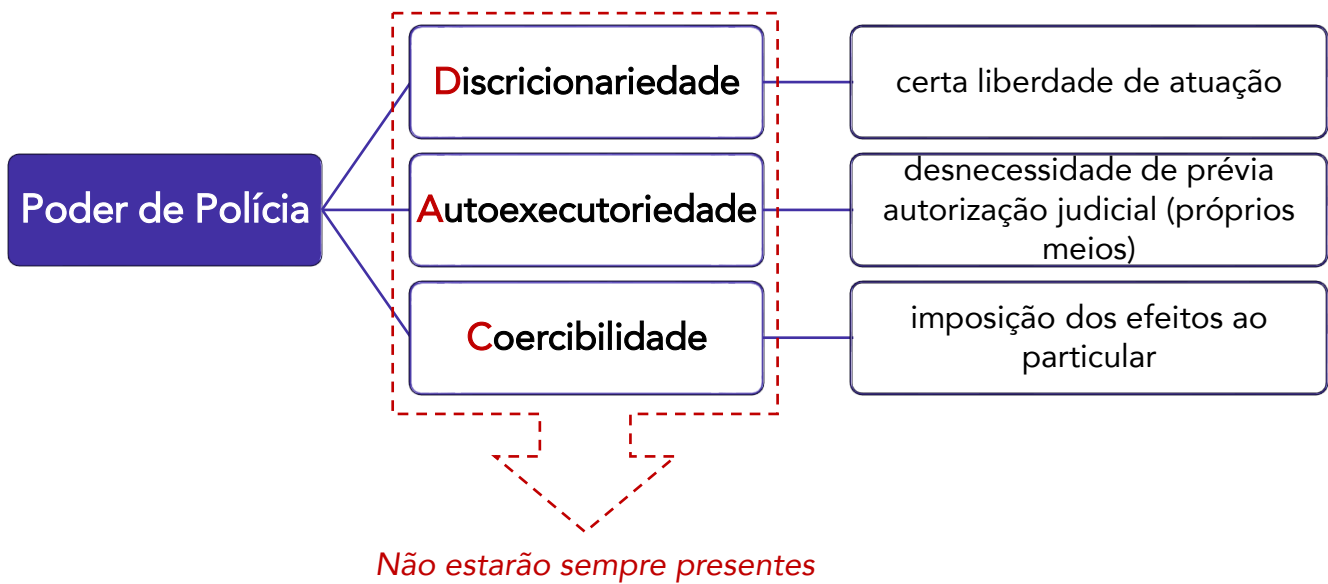 Poder de Polícia
Discricionariedade
certa liberdade de atuação
Autoexecutoriedade
desnecessidade de prévia
autorização judicial (próprios
meios)
Coercibilidade
imposição dos efeitos ao
particular
Não estarão sempre presentes